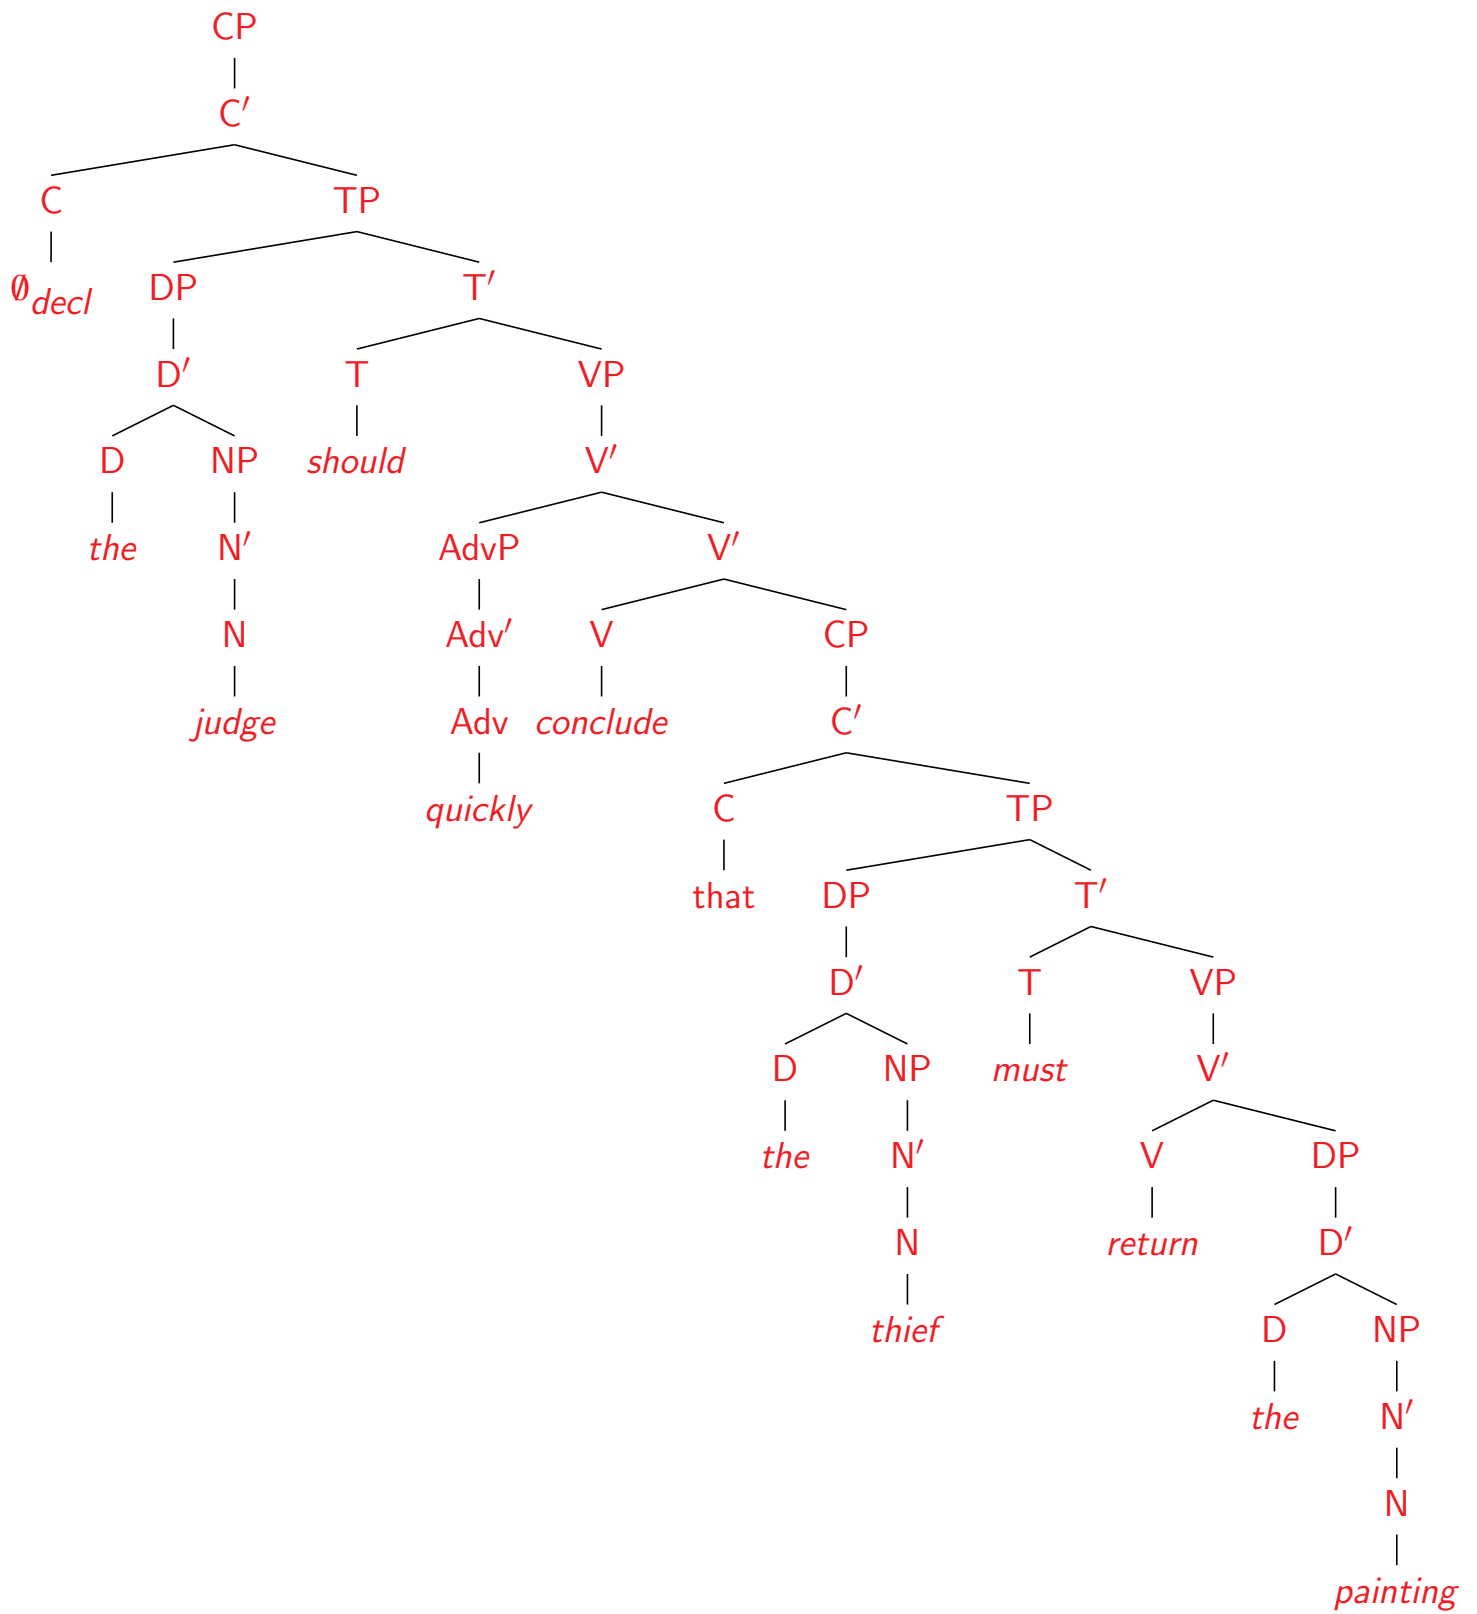 CP
C′
C TP
∅decl DP T′
D′ T VP
D NP should V′
the N′ AdvP V′
N Adv′ V CP
judge Adv conclude C′
quickly C TP
that DP T′
D′ T VP
D NP must V′
the N′ V DP
N return D′
thief D NP
the N′
N
painting